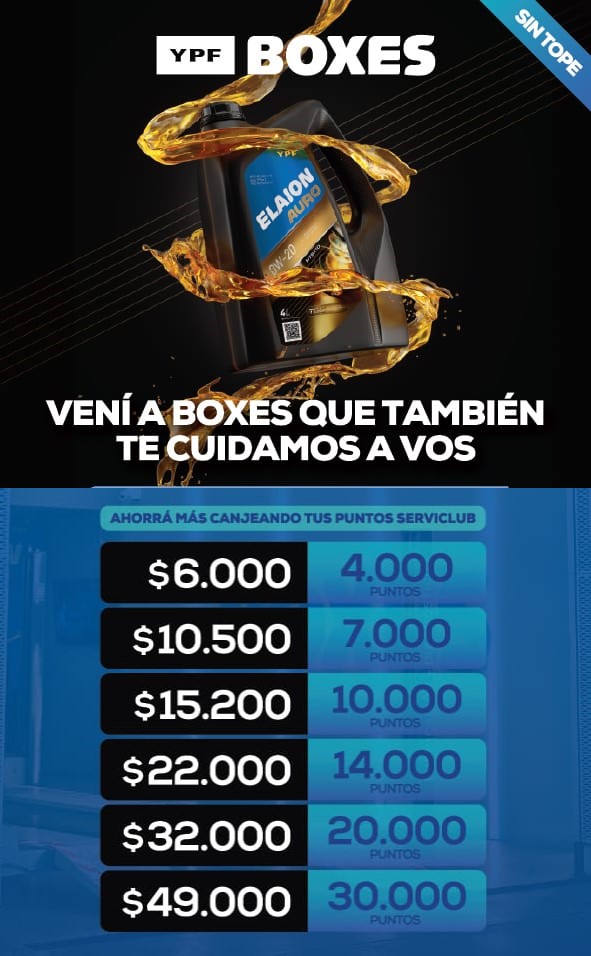 SIN TOPE
YPF BOXES
YPF
ELAION
AURO
0W-20
4L
VENÍ A BOXES QUE TAMBIÉN
TE CUIDAMOS A VOS
AHORRÁ MÁS CANJEANDO TUS PUNTOS SERVICLUB
$6.000 4.000 PUNTOS
$10.500 7.000 PUNTOS
$15.200 10.000 PUNTOS
$22.000 14.000 PUNTOS
$32.000 20.000 PUNTOS
$49.000 30.000 PUNTOS